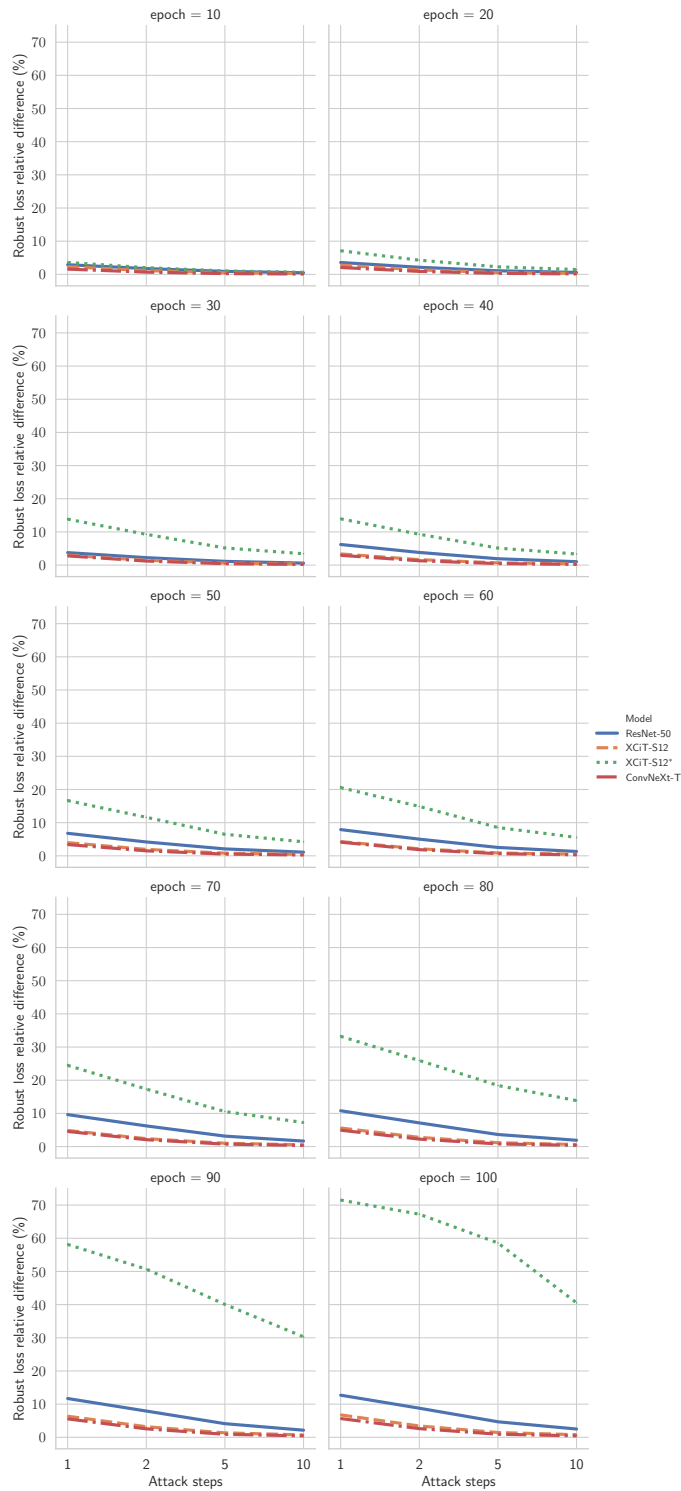 epoch = 10
epoch = 20
Robust loss relative difference (%)
70
60
50
40
30
20
10
0
epoch = 30
epoch = 40
Robust loss relative difference (%)
70
60
50
40
30
20
10
0
epoch = 50
epoch = 60
Robust loss relative difference (%)
70
60
50
40
30
20
10
0
Model
ResNet-50
XCiT-S12
XCiT-S12*
ConvNeXt-T
epoch = 70
epoch = 80
Robust loss relative difference (%)
70
60
50
40
30
20
10
0
epoch = 90
epoch = 100
Robust loss relative difference (%)
70
60
50
40
30
20
10
0
1 2 5 10
Attack steps
1 2 5 10
Attack steps